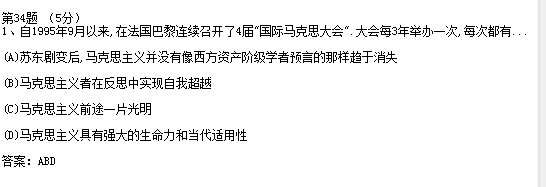 第34题 (5分)
1、自1995年9月以来,在法国巴黎连续召开了4届“国际马克思大会”.大会每3年举办一次,每次都有...
(A)苏东剧变后,马克思主义并没有像西方资产阶级学者预言的那样趋于消失
(B)马克思主义者在反思中实现自我超越
(C)马克思主义前途一片光明
(D)马克思主义具有强大的生命力和当代适用性
答案：ABD